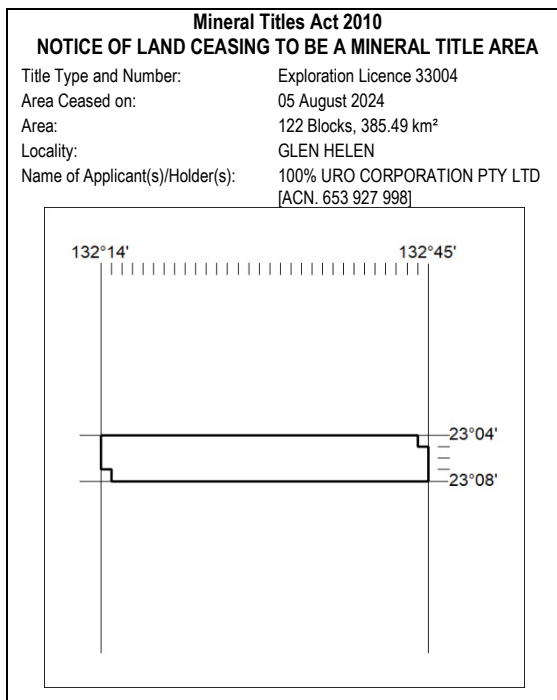 Mineral Titles Act 2010
NOTICE OF LAND CEASING TO BE A MINERAL TITLE AREA
Title Type and Number: Exploration Licence 33004
Area Ceased on: 05 August 2024
Area: 122 Blocks, 385.49 km²
Locality: GLEN HELEN
Name of Applicant(s)/Holder(s): 100% URO CORPORATION PTY LTD
[ACN. 653 927 998]
132°14' 132°45'
23°04'
23°08'